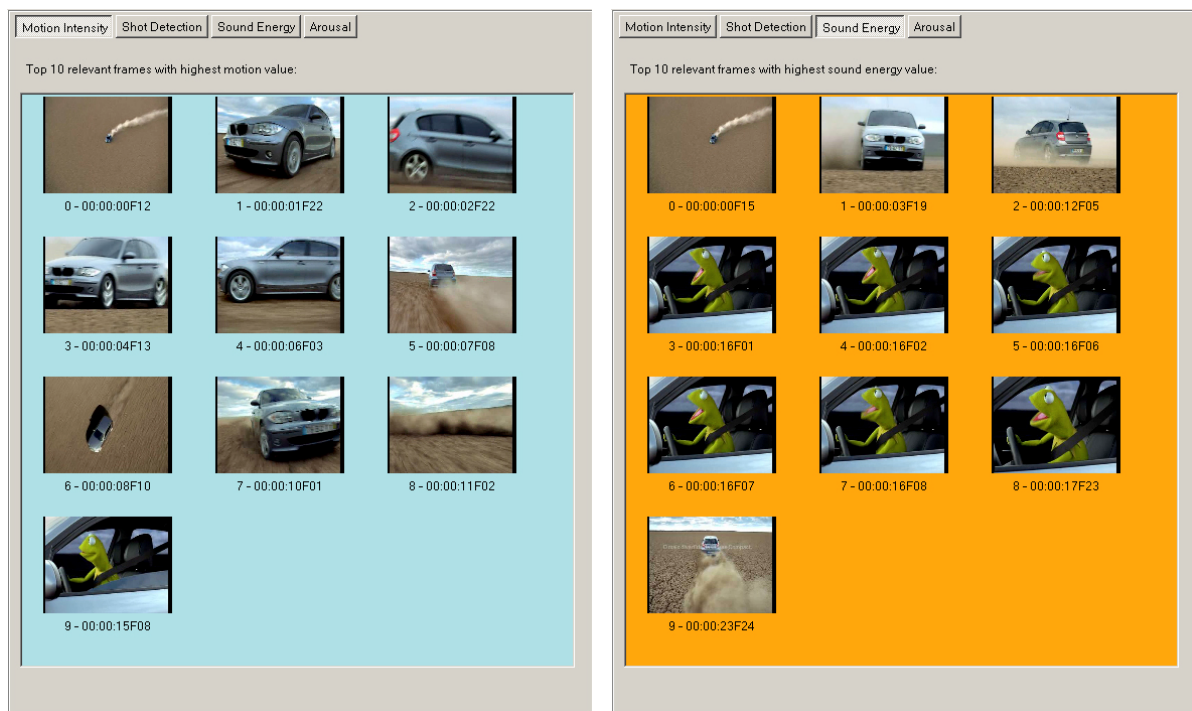 Motion Intensity Shot Detection Sound Energy Arousal
Top 10 relevant frames with highest motion value:
0 - 00:00:00F12 1 - 00:00:01F22 2 - 00:00:02F22
3 - 00:00:04F13 4 - 00:00:06F03 5 - 00:00:07F08
6 - 00:00:08F10 7 - 00:00:10F01 8 - 00:00:11F02
9 - 00:00:15F08
Motion Intensity Shot Detection Sound Energy Arousal
Top 10 relevant frames with highest sound energy value:
0 - 00:00:00F15 1 - 00:00:03F19 2 - 00:00:12F05
3 - 00:00:16F01 4 - 00:00:16F02 5 - 00:00:16F06
6 - 00:00:16F07 7 - 00:00:16F08 8 - 00:00:17F23
9 - 00:00:23F24